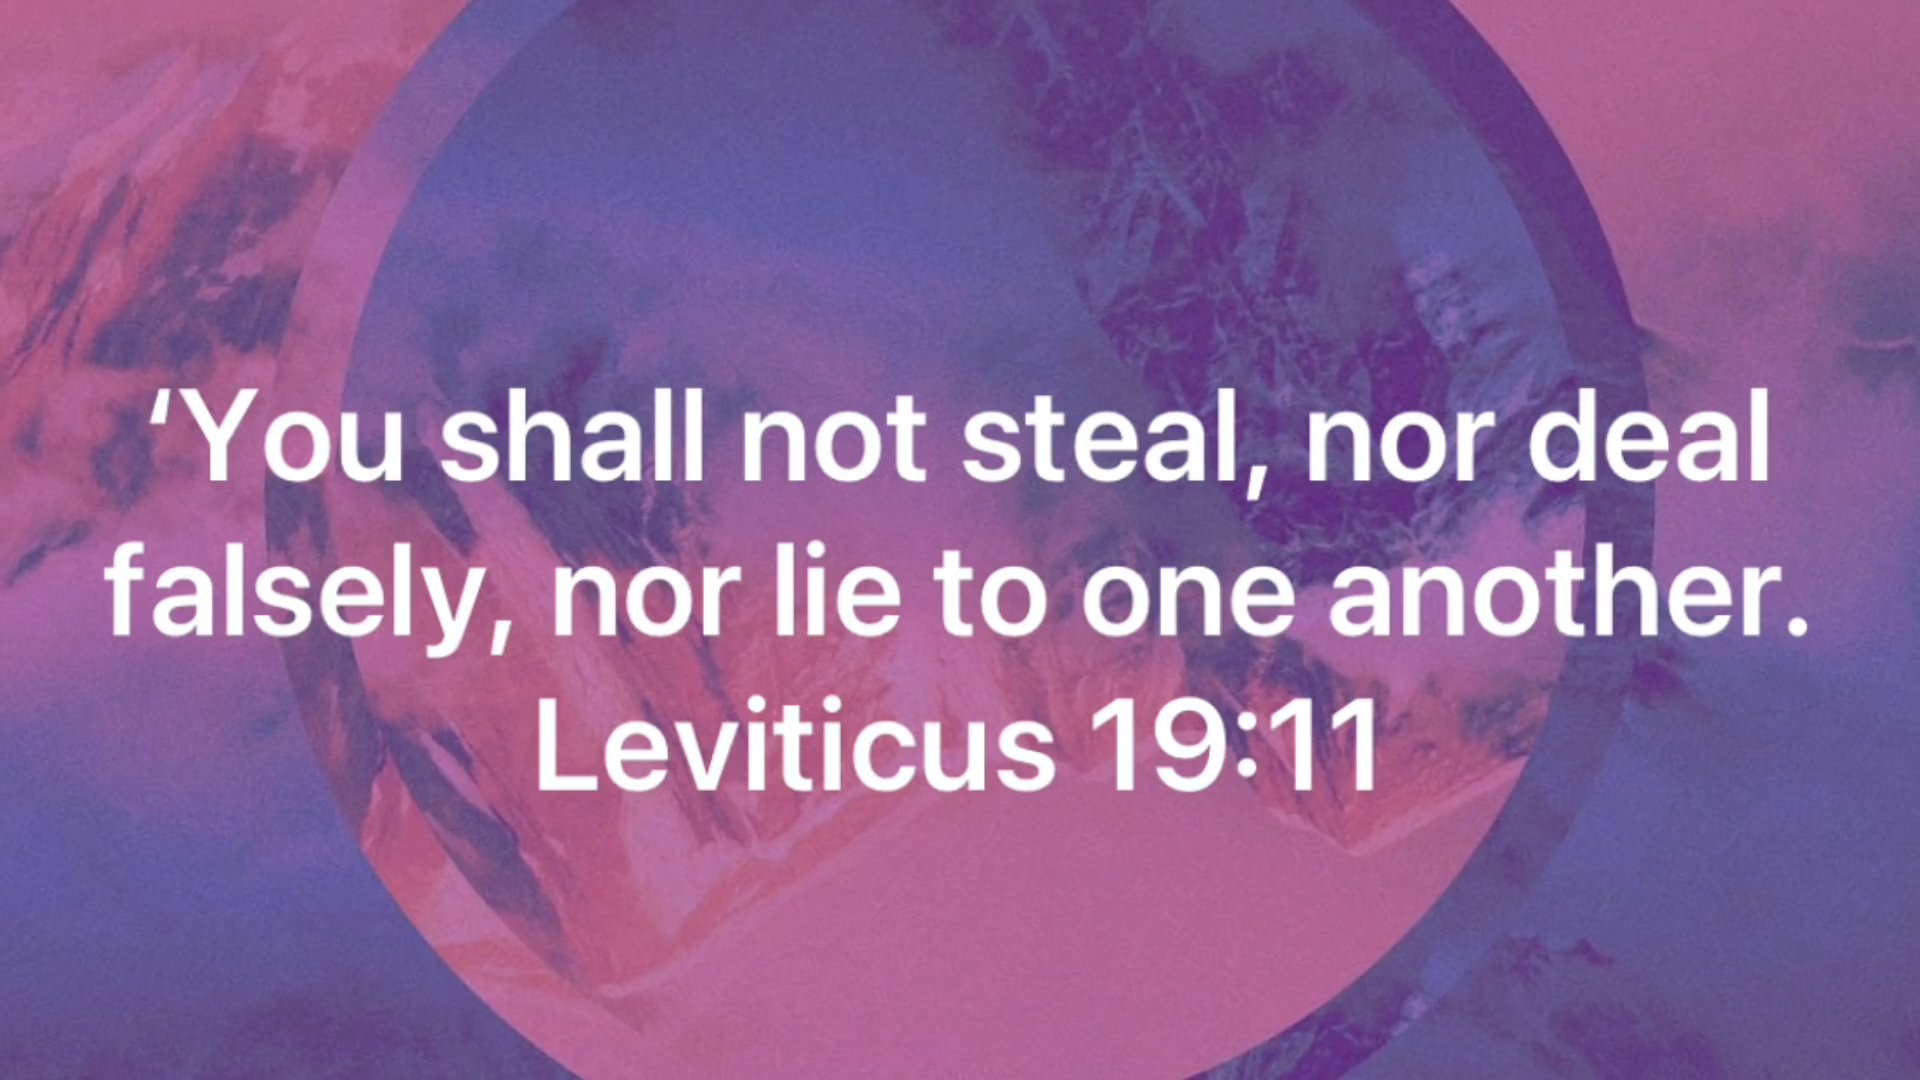 ‘You shall not steal, nor deal
falsely, nor lie to one another.
Leviticus 19:11